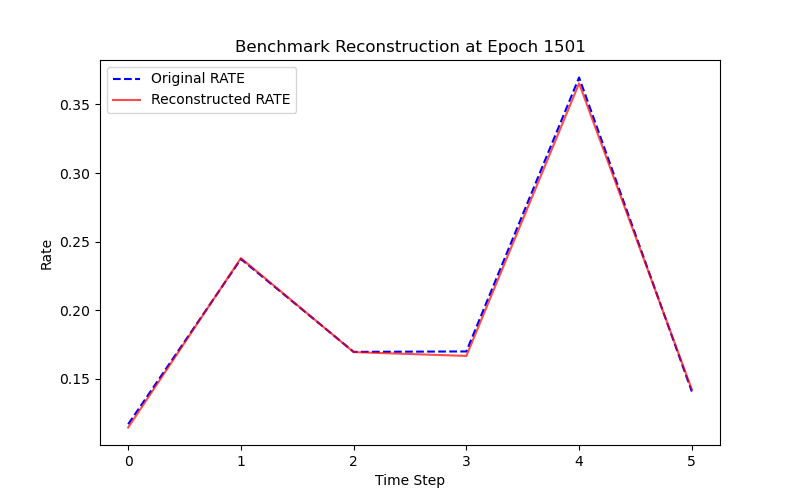 Benchmark Reconstruction at Epoch 1501
Original RATE
Reconstructed RATE
0.35
0.30
0.25
0.20
0.15
Rate
0 1 2 3 4 5
Time Step